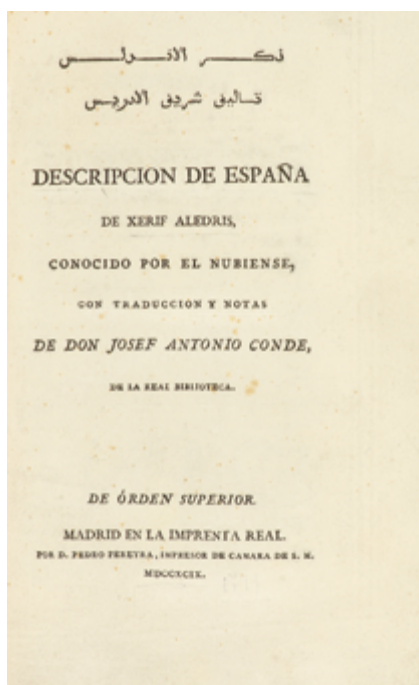 ذكر الاندلس
تاليف شريف الادريس
DESCRIPCION DE ESPAÑA
DE XERIF ALEDRIS,
CONOCIDO POR EL NUBIENSE,
CON TRADUCCION Y NOTAS
DE DON JOSEF ANTONIO CONDE,
DE LA REAL BIBLIOTECA.
DE ÓRDEN SUPERIOR
MADRID EN LA IMPRENTA REAL.
POR D. PEDRO PEREYRA, IMPRESOR DE CAMARA DE S. M.
MDCCXCIX.